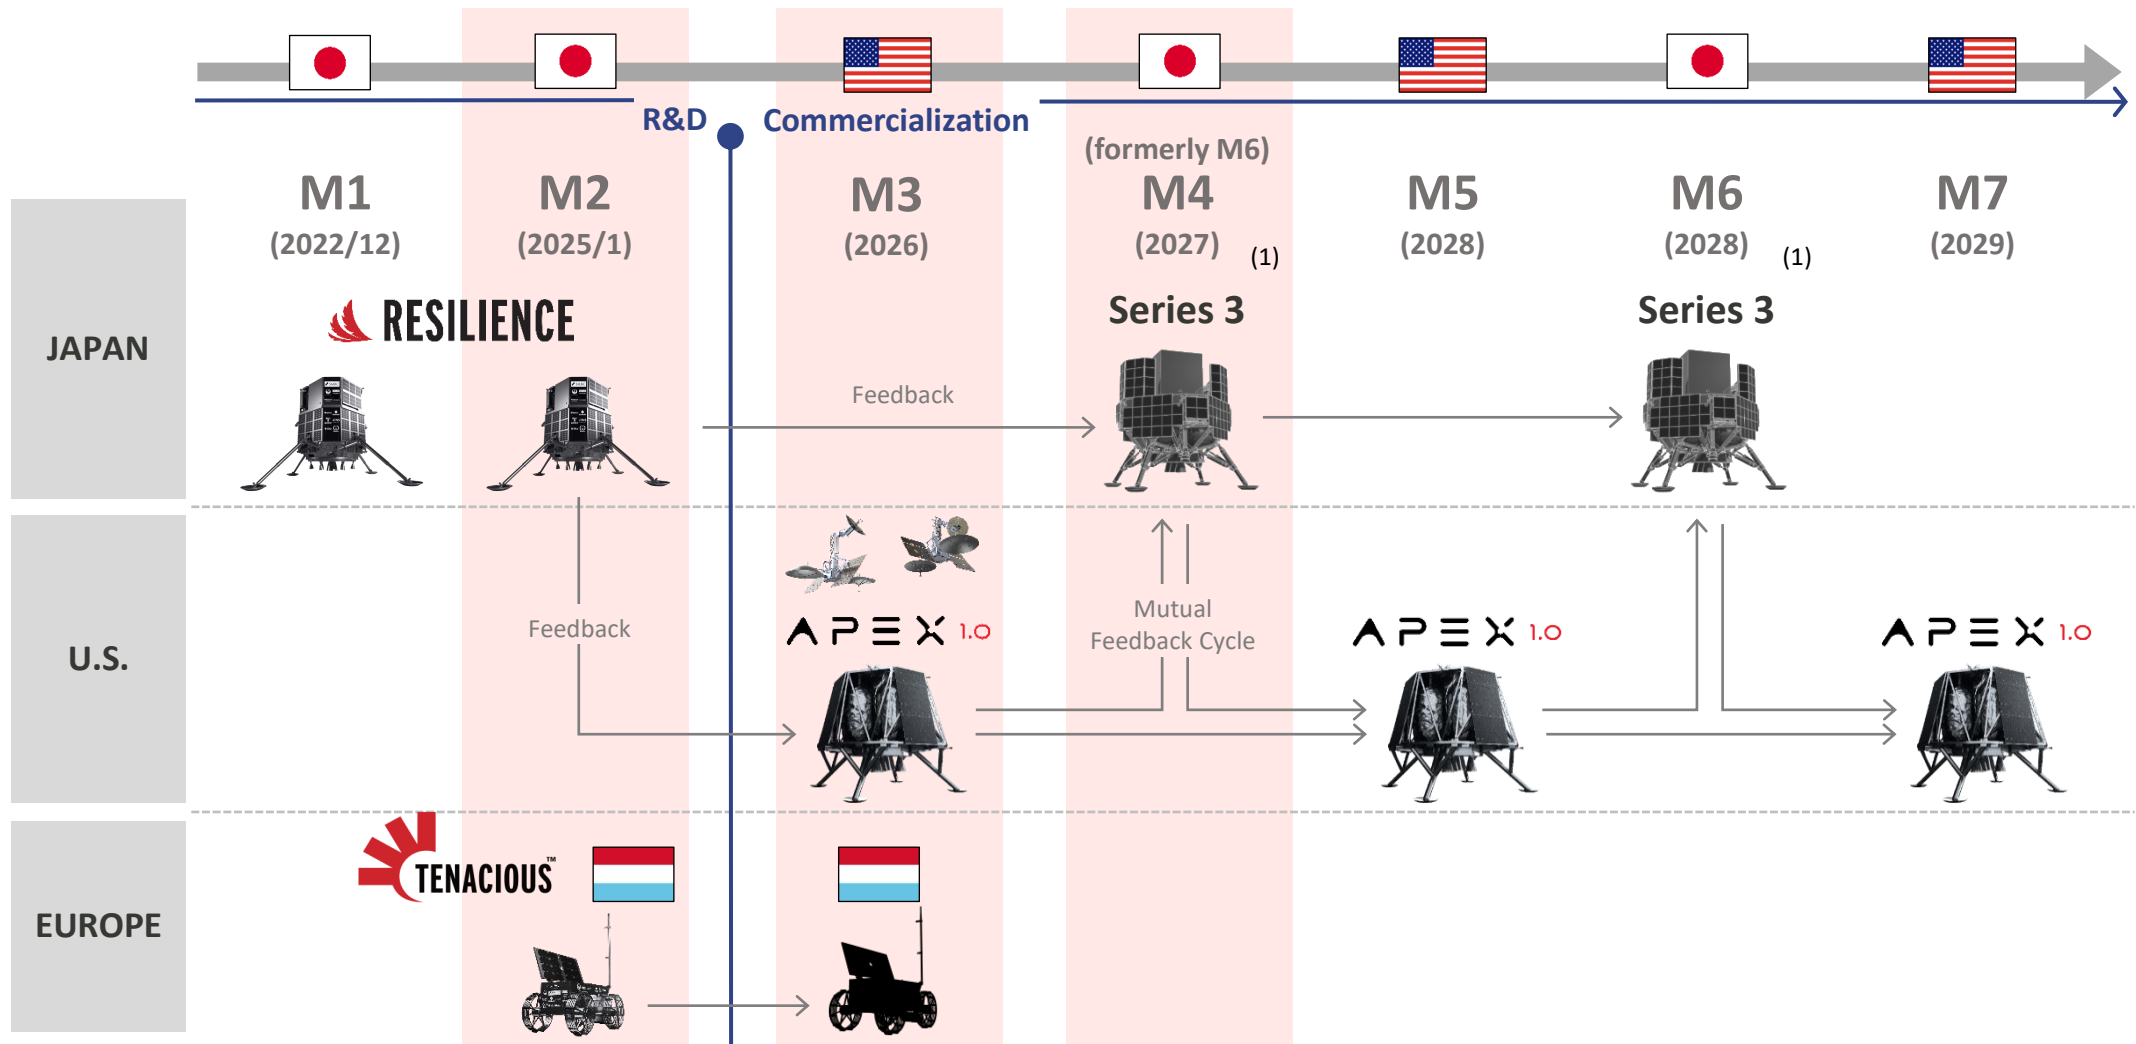 R&D
Commercialization
(formerly M6)
M1
(2022/12)
M2
(2025/1)
M3
(2026)
M4
(2027)
(1)
M5
(2028)
M6
(2028)
(1)
M7
(2029)
JAPAN
RESILIENCE
Series 3
Series 3
Feedback
U.S.
Feedback
APEX 1.0
Mutual
Feedback Cycle
APEX 1.0
APEX 1.0
EUROPE
TENACIOUS™